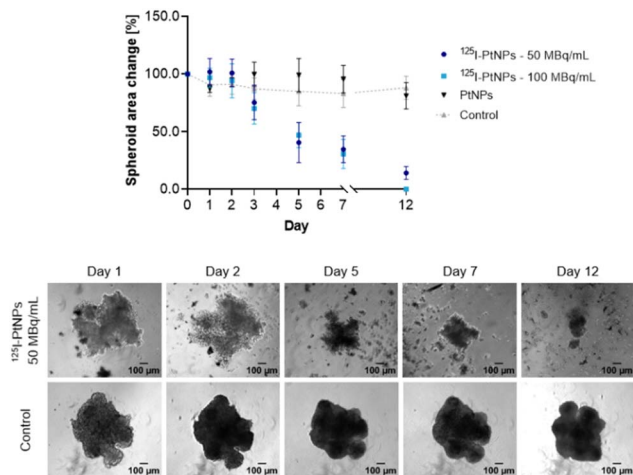 150.0
100.0
50.0
0.0
Spheroid area change [%]
0 1 2 3 4 5 6 7 12
Day
¹²⁵I-PtNPs - 50 MBq/mL
¹²⁵I-PtNPs - 100 MBq/mL
PtNPs
Control
Day 1 Day 2 Day 5 Day 7 Day 12
¹²⁵I-PtNPs
50 MBq/mL
100 µm 100 µm 100 µm 100 µm 100 µm
Control
100 µm 100 µm 100 µm 100 µm 100 µm